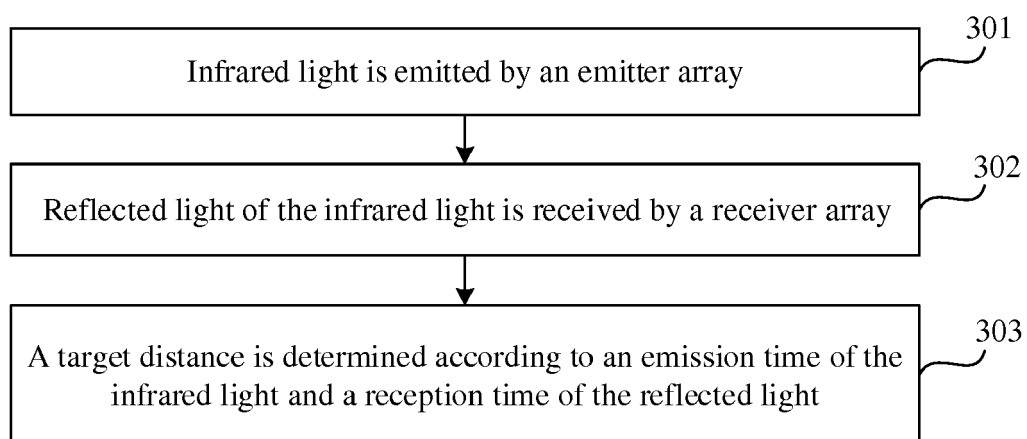 301
Infrared light is emitted by an emitter array
302
Reflected light of the infrared light is received by a receiver array
303
A target distance is determined according to an emission time of the
infrared light and a reception time of the reflected light